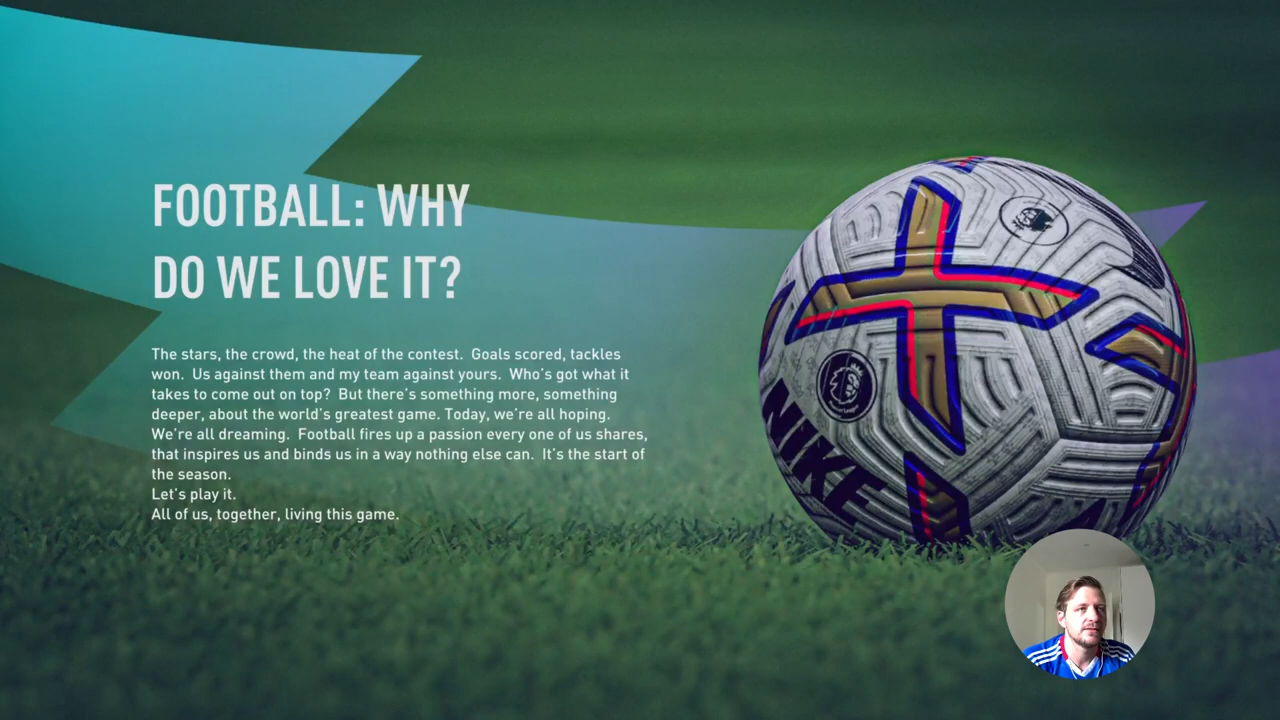 FOOTBALL: WHY
DO WE LOVE IT?
The stars, the crowd, the heat of the contest.  Goals scored, tackles
won.  Us against them and my team against yours.  Who's got what it
takes to come out on top?  But there's something more, something
deeper, about the world's greatest game. Today, we're all hoping.
We're all dreaming.  Football fires up a passion every one of us shares,
that inspires us and binds us in a way nothing else can.  It's the start of
the season.
Let's play it.
All of us, together, living this game.
Premier League
NIKE